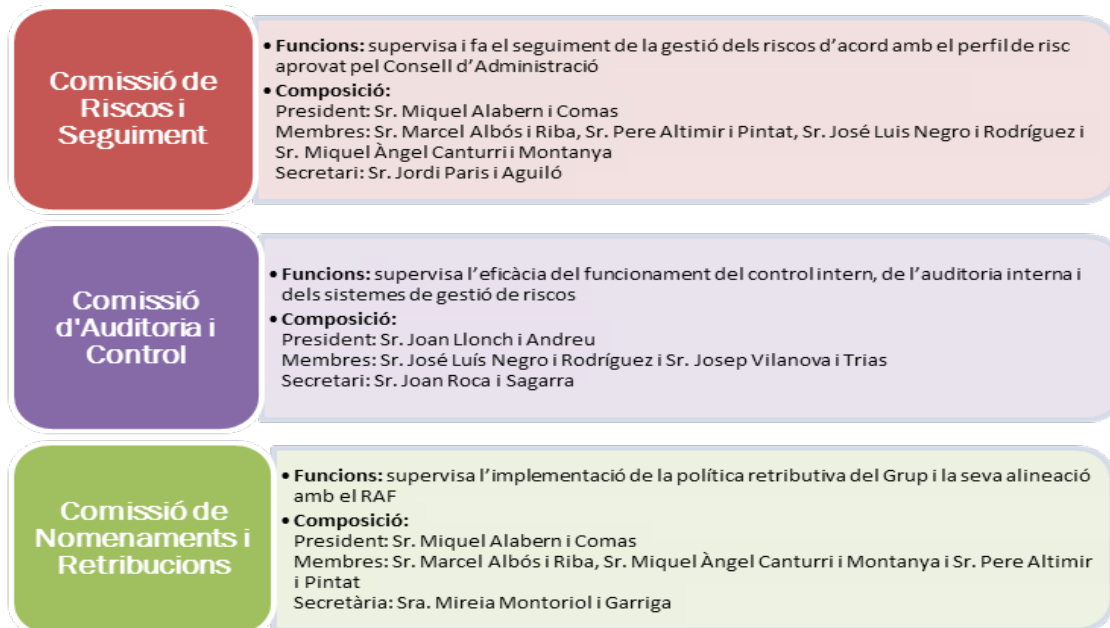 Comissió de
Riscos i
Seguiment
• Funcions: supervisa i fa el seguiment de la gestió dels riscos d'acord amb el perfil de risc
aprovat pel Consell d'Administració
• Composició:
President: Sr. Miquel Alabern i Comas
Membres: Sr. Marcel Albós i Riba, Sr. Pere Altimir i Pintat, Sr. José Luis Negro i Rodríguez i
Sr. Miquel Àngel Canturri i Montanya
Secretari: Sr. Jordi Paris i Aguiló
Comissió
d'Auditoria i
Control
• Funcions: supervisa l'eficàcia del funcionament del control intern, de l'auditoria interna i
dels sistemes de gestió de riscos
• Composició:
President: Sr. Joan Llonch i Andreu
Membres: Sr. José Luís Negro i Rodríguez i Sr. Josep Vilanova i Trias
Secretari: Sr. Joan Roca i Sagarra
Comissió de
Nomenaments i
Retribucions
• Funcions: supervisa l'implementació de la política retributiva del Grup i la seva alineació
amb el RAF
• Composició:
President: Sr. Miquel Alabern i Comas
Membres: Sr. Marcel Albós i Riba, Sr. Miquel Àngel Canturri i Montanya i Sr. Pere Altimir
i Pintat
Secretària: Sra. Mireia Montoriol i Garriga